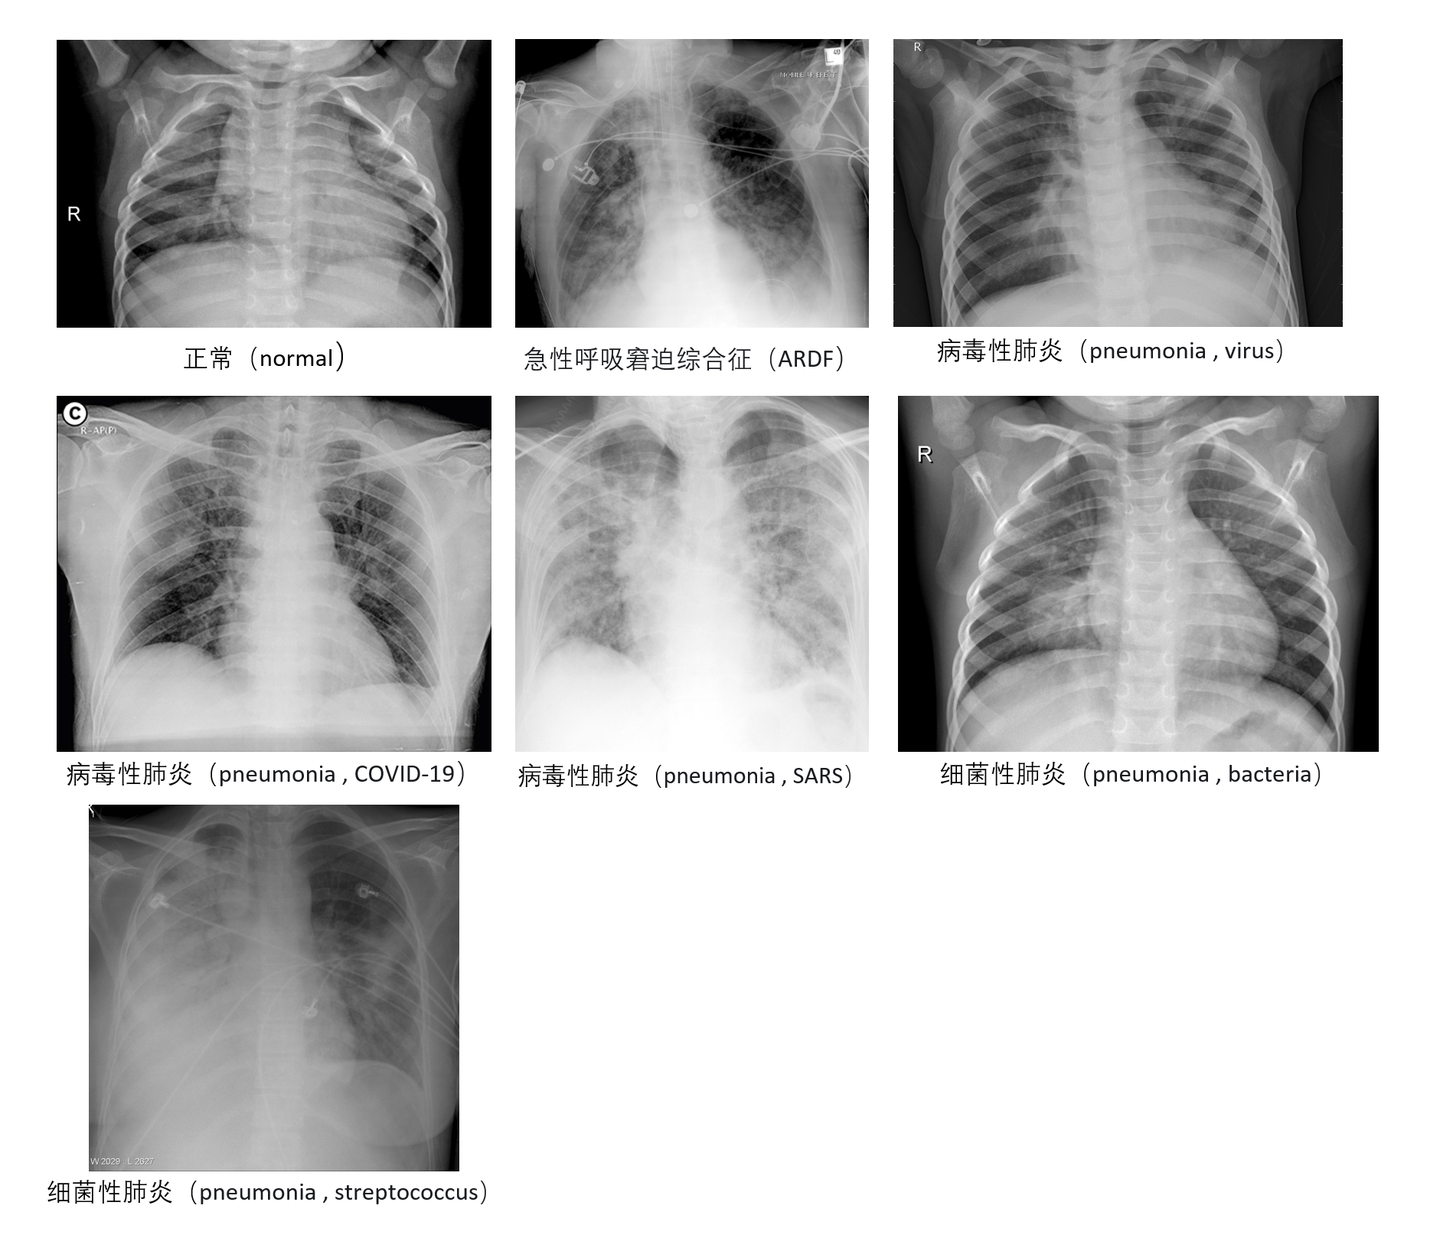 R
L
MOBILE
R
正常（normal）
急性呼吸窘迫综合征（ARDF）
病毒性肺炎（pneumonia , virus）
C
R-AP(P)
R
病毒性肺炎（pneumonia , COVID-19）
病毒性肺炎（pneumonia , SARS）
细菌性肺炎（pneumonia , bacteria）
W 2029 L 2027
细菌性肺炎（pneumonia , streptococcus）